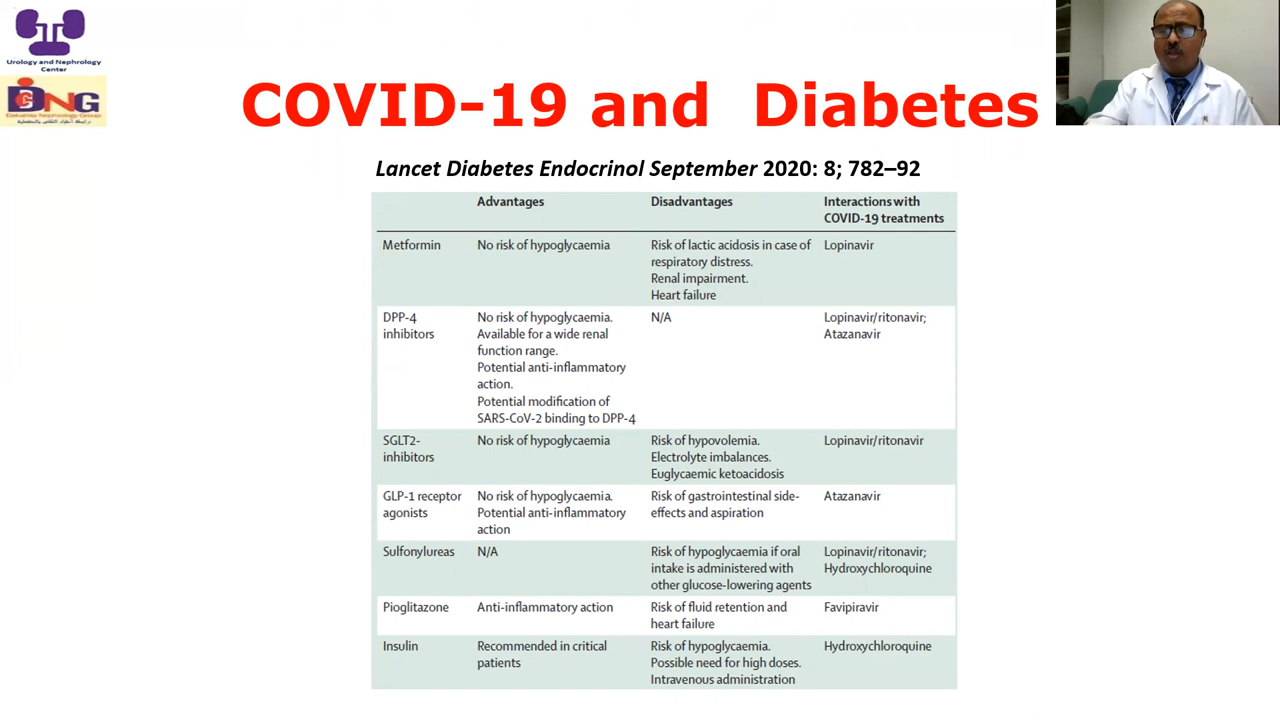 Urology and Nephrology
Center
DNG
Dakahlia Nephrology Group
COVID-19 and Diabetes
Lancet Diabetes Endocrinol September 2020: 8; 782–92
Advantages
Disadvantages
Interactions with
COVID-19 treatments
Metformin
No risk of hypoglycaemia
Risk of lactic acidosis in case of
respiratory distress.
Renal impairment.
Heart failure
Lopinavir
DPP-4
inhibitors
No risk of hypoglycaemia.
Available for a wide renal
function range.
Potential anti-inflammatory
action.
Potential modification of
SARS-CoV-2 binding to DPP-4
N/A
Lopinavir/ritonavir;
Atazanavir
SGLT2-
inhibitors
No risk of hypoglycaemia
Risk of hypovolemia.
Electrolyte imbalances.
Euglycaemic ketoacidosis
Lopinavir/ritonavir
GLP-1 receptor
agonists
No risk of hypoglycaemia.
Potential anti-inflammatory
action
Risk of gastrointestinal side-
effects and aspiration
Atazanavir
Sulfonylureas
N/A
Risk of hypoglycaemia if oral
intake is administered with
other glucose-lowering agents
Lopinavir/ritonavir;
Hydroxychloroquine
Pioglitazone
Anti-inflammatory action
Risk of fluid retention and
heart failure
Favipiravir
Insulin
Recommended in critical
patients
Risk of hypoglycaemia.
Possible need for high doses.
Intravenous administration
Hydroxychloroquine